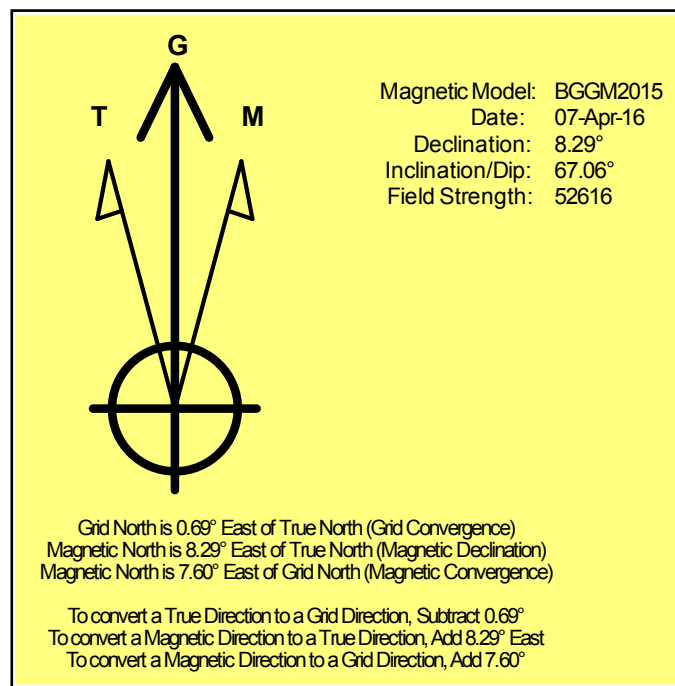 G
T M
Magnetic Model: BGGM2015
Date: 07-Apr-16
Declination: 8.29°
Inclination/Dip: 67.06°
Field Strength: 52616
Grid North is 0.69° East of True North (Grid Convergence)
Magnetic North is 8.29° East of True North (Magnetic Declination)
Magnetic North is 7.60° East of Grid North (Magnetic Convergence)
To convert a True Direction to a Grid Direction, Subtract 0.69°
To convert a Magnetic Direction to a True Direction, Add 8.29° East
To convert a Magnetic Direction to a Grid Direction, Add 7.60°